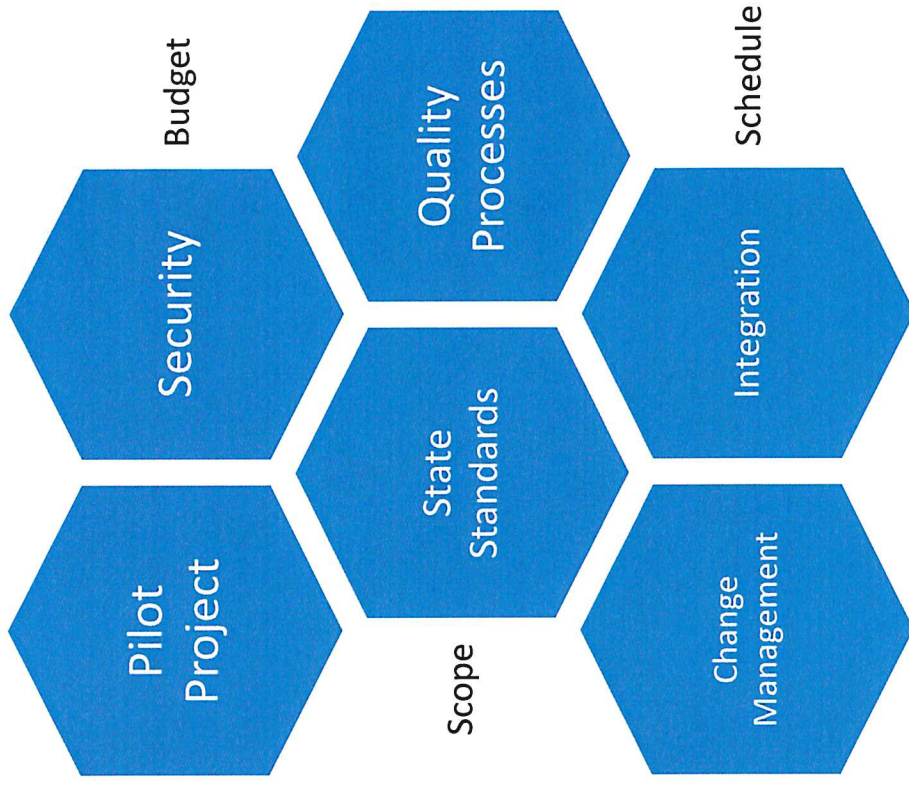 Pilot
Project
Security
Budget
Scope
State
Standards
Quality
Processes
Change
Management
Integration
Schedule